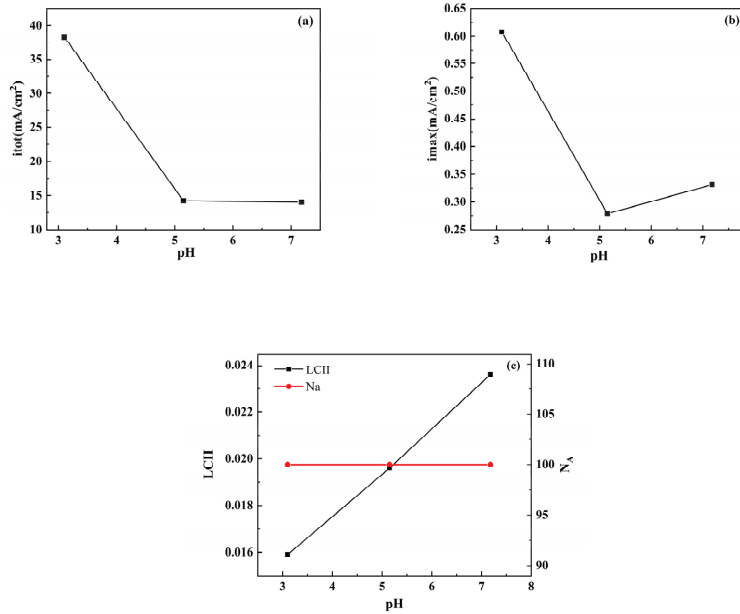 (a)
itot(mA/cm²)
40
35
30
25
20
15
10
3 4 5 6 7
pH
(b)
imax(mA/cm²)
0.65
0.60
0.55
0.50
0.45
0.40
0.35
0.30
0.25
3 4 5 6 7
pH
(c)
LCII
Na
LCII
0.024
0.022
0.020
0.018
0.016
N_A
110
105
100
95
90
3 4 5 6 7 8
pH